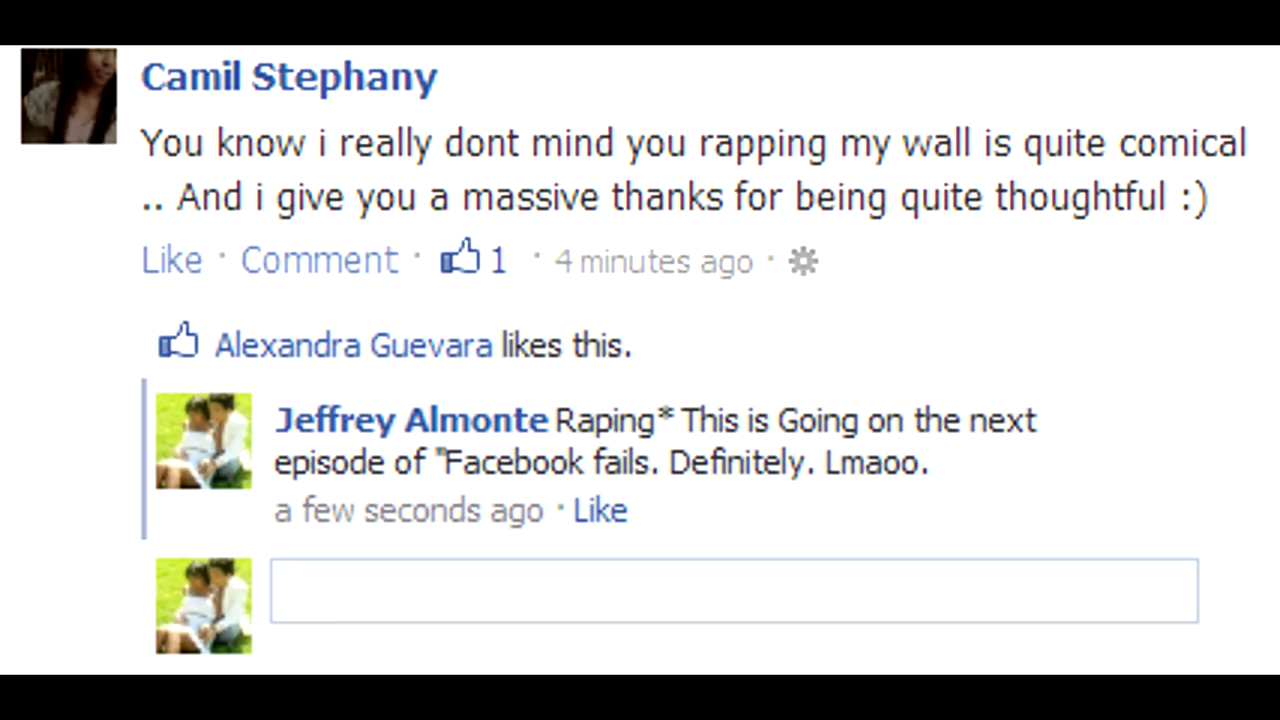 Camil Stephany
You know i really dont mind you rapping my wall is quite comical
.. And i give you a massive thanks for being quite thoughtful :)
Like · Comment · 1 · 4 minutes ago ·
Alexandra Guevara likes this.
Jeffrey Almonte Raping* This is Going on the next
episode of "Facebook fails. Definitely. Lmaoo.
a few seconds ago · Like